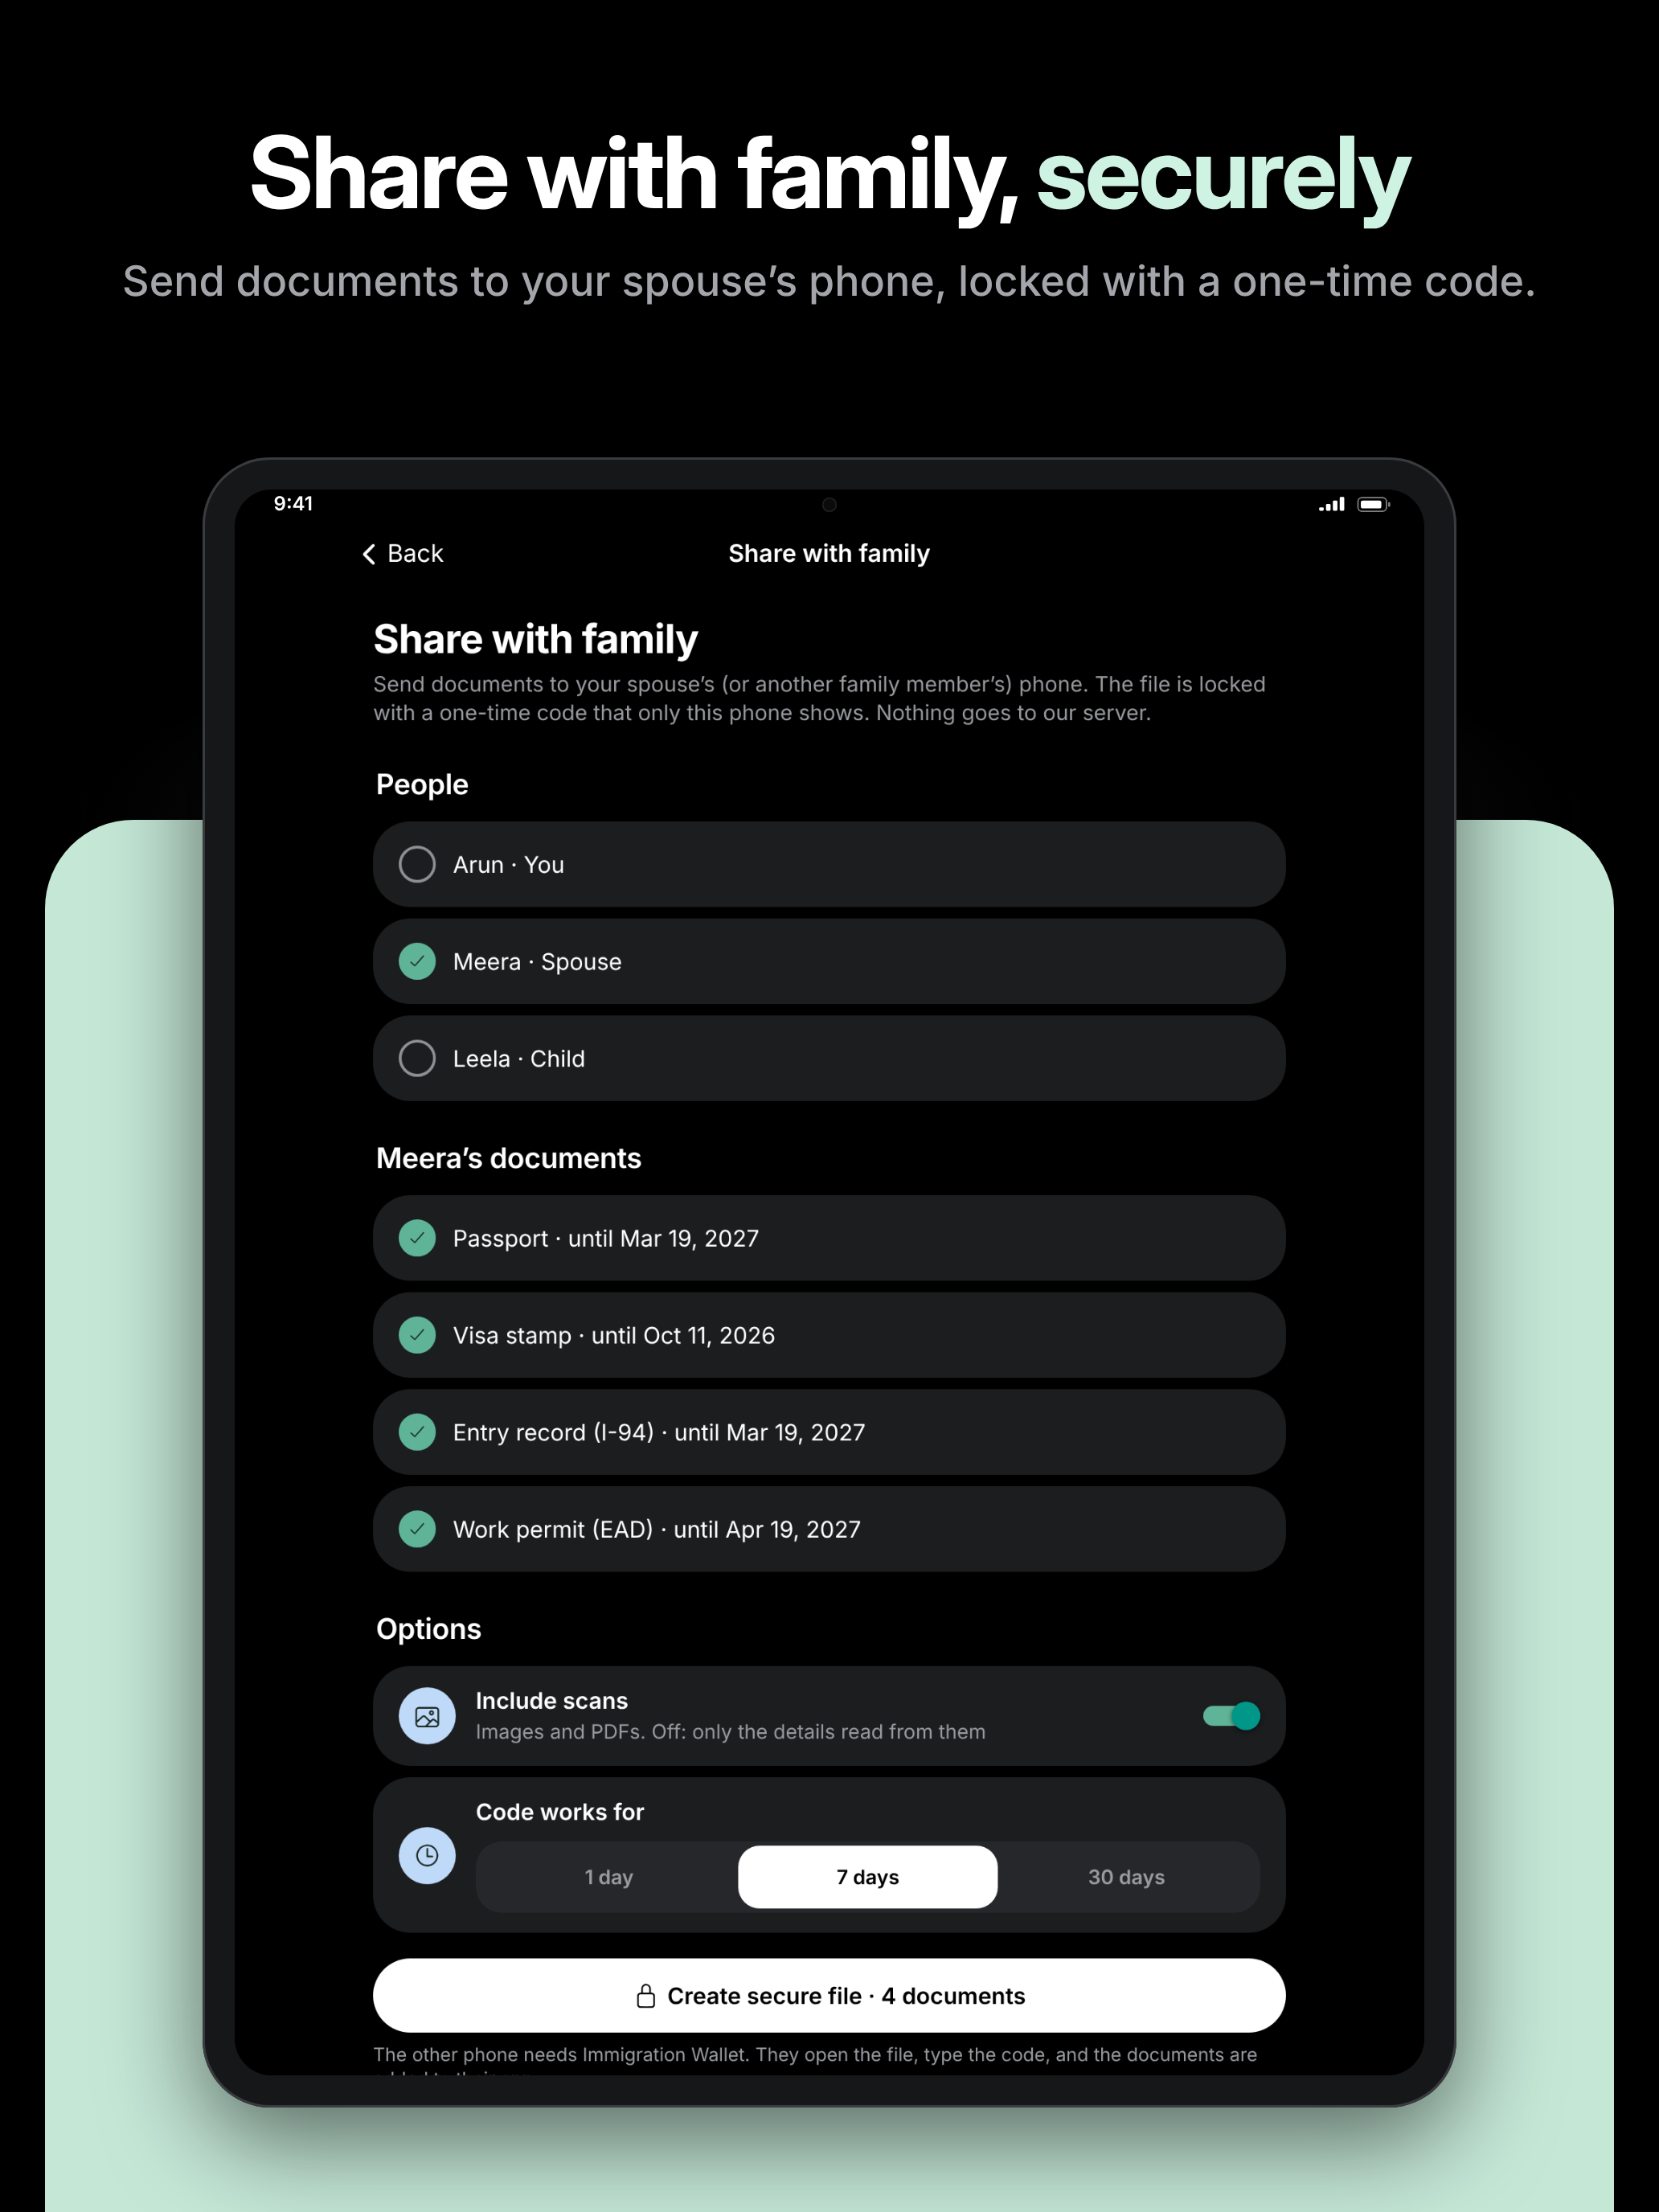 Share with family, securely
Send documents to your spouse’s phone, locked with a one-time code.
9:41
Back
Share with family
Share with family
Send documents to your spouse’s (or another family member’s) phone. The file is locked
with a one-time code that only this phone shows. Nothing goes to our server.
People
Arun · You
Meera · Spouse
Leela · Child
Meera’s documents
Passport · until Mar 19, 2027
Visa stamp · until Oct 11, 2026
Entry record (I-94) · until Mar 19, 2027
Work permit (EAD) · until Apr 19, 2027
Options
Include scans
Images and PDFs. Off: only the details read from them
Code works for
1 day
7 days
30 days
Create secure file · 4 documents
The other phone needs Immigration Wallet. They open the file, type the code, and the documents are